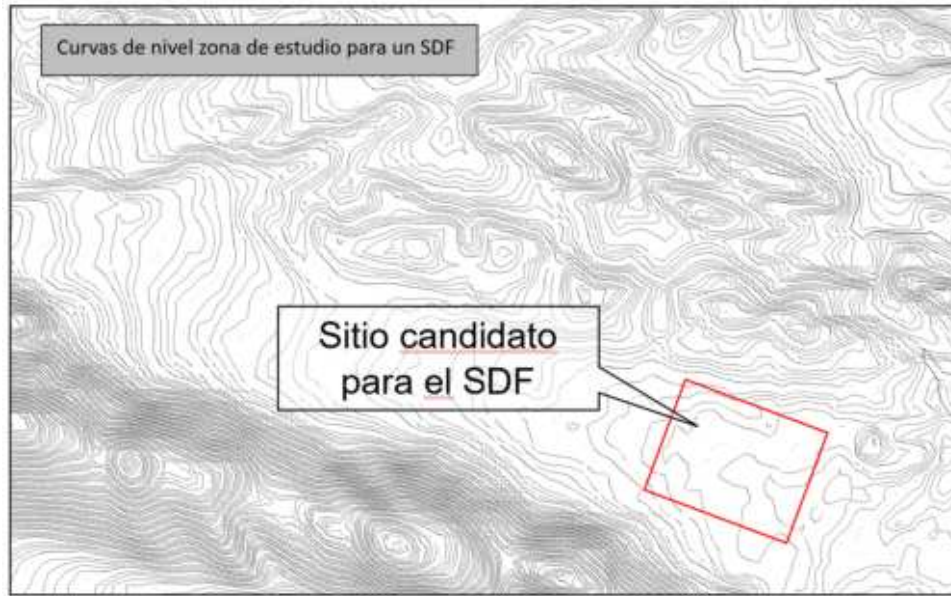 Curvas de nivel zona de estudio para un SDF
Sitio candidato
para el SDF